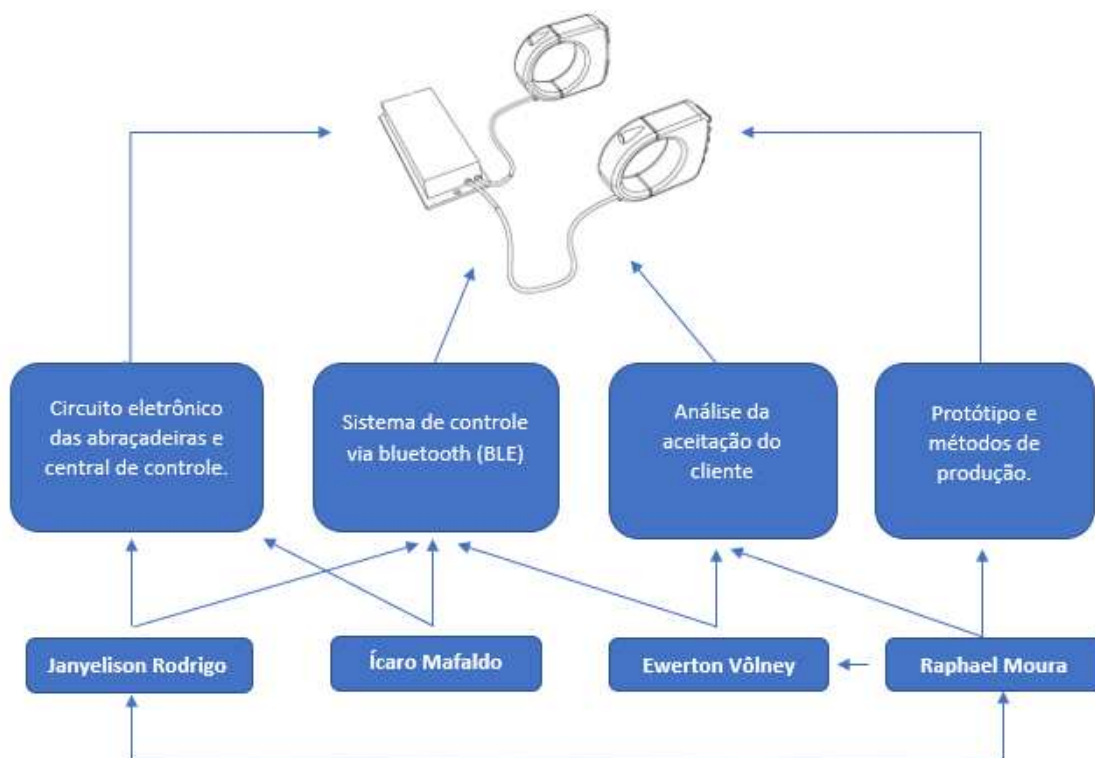 Circuito eletrônico
das abraçadeiras e
central de controle.
Sistema de controle
via bluetooth (BLE)
Análise da
aceitação do
cliente
Protótipo e
métodos de
produção.
Janyelison Rodrigo
Ícaro Mafaldo
Ewerton Vôlney
Raphael Moura